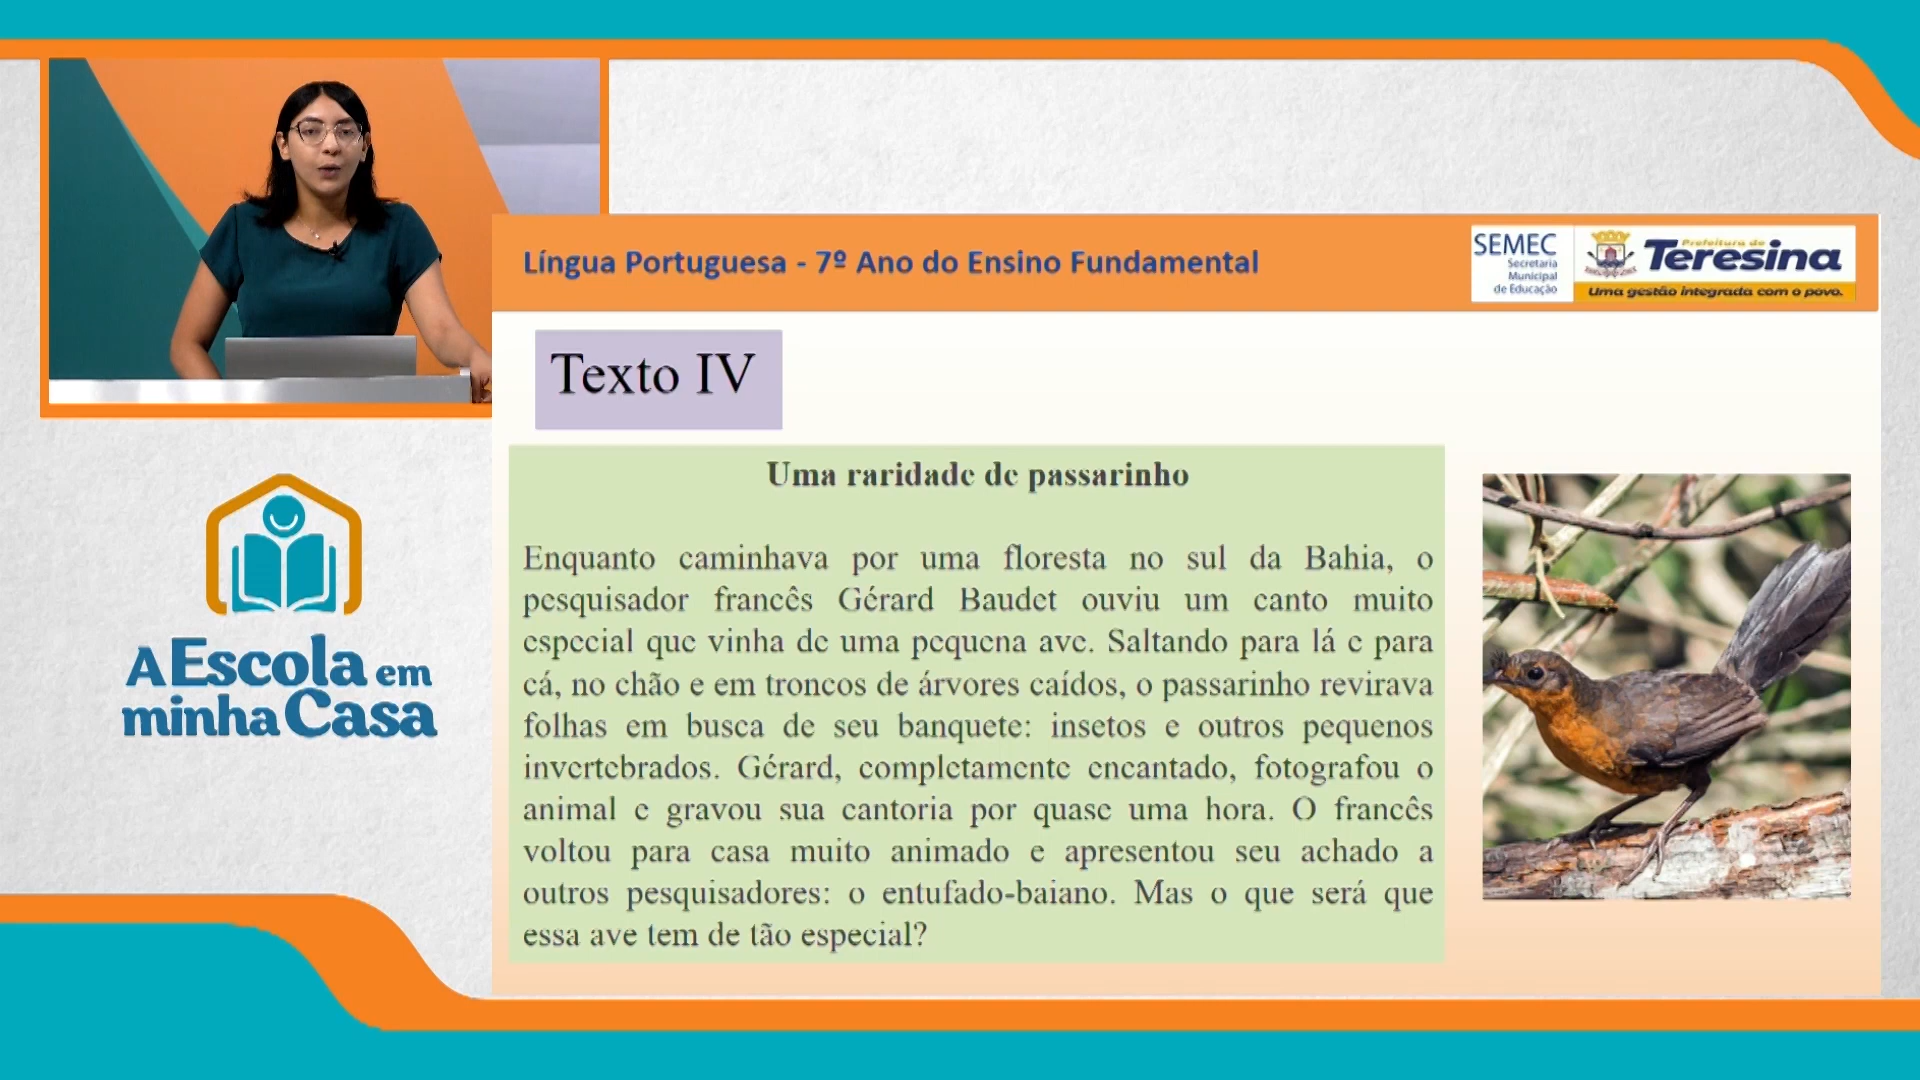 Língua Portuguesa - 7º Ano do Ensino Fundamental
SEMEC
Secretaria
Municipal
de Educação
Prefeitura de
Teresina
Uma gestão integrada com o povo.
Texto IV
Uma raridade de passarinho
Enquanto caminhava por uma floresta no sul da Bahia, o
pesquisador francês Gérard Baudet ouviu um canto muito
especial que vinha de uma pequena ave. Saltando para lá e para
cá, no chão e em troncos de árvores caídos, o passarinho revirava
folhas em busca de seu banquete: insetos e outros pequenos
invertebrados. Gérard, completamente encantado, fotografou o
animal e gravou sua cantoria por quase uma hora. O francês
voltou para casa muito animado e apresentou seu achado a
outros pesquisadores: o entufado-baiano. Mas o que será que
essa ave tem de tão especial?
A Escola em
minha Casa